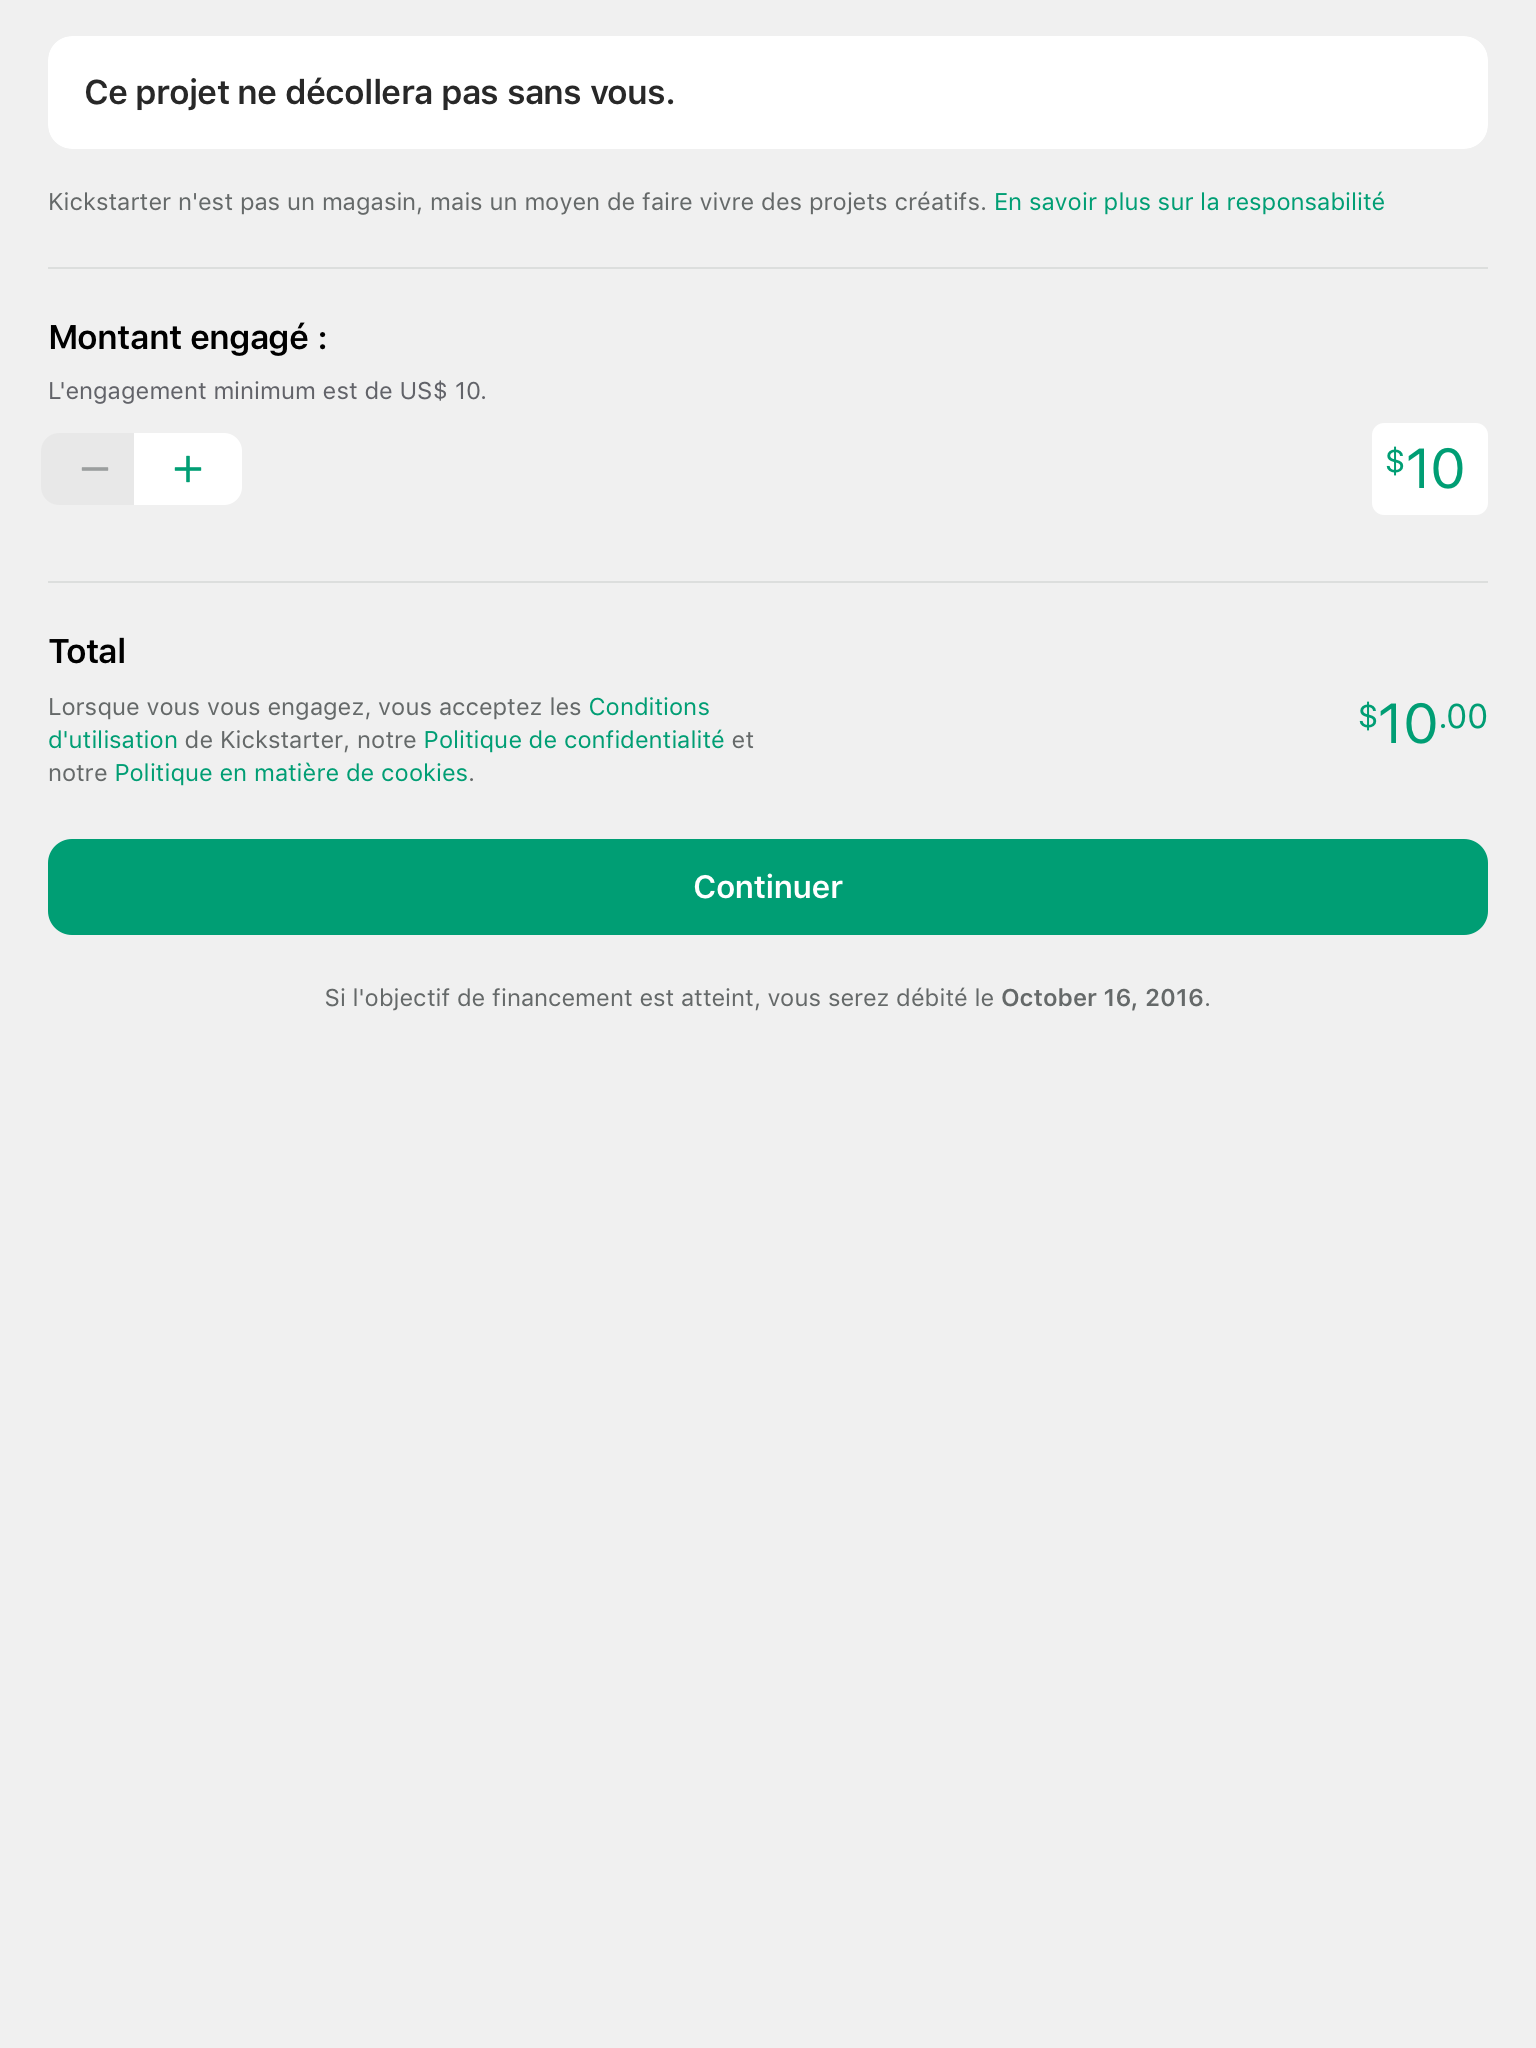 Ce projet ne décollera pas sans vous.
Kickstarter n'est pas un magasin, mais un moyen de faire vivre des projets créatifs. En savoir plus sur la responsabilité
Montant engagé :
L'engagement minimum est de US$ 10.
$10
Total
Lorsque vous vous engagez, vous acceptez les Conditions
d'utilisation de Kickstarter, notre Politique de confidentialité et
notre Politique en matière de cookies.
$10.00
Continuer
Si l'objectif de financement est atteint, vous serez débité le October 16, 2016.